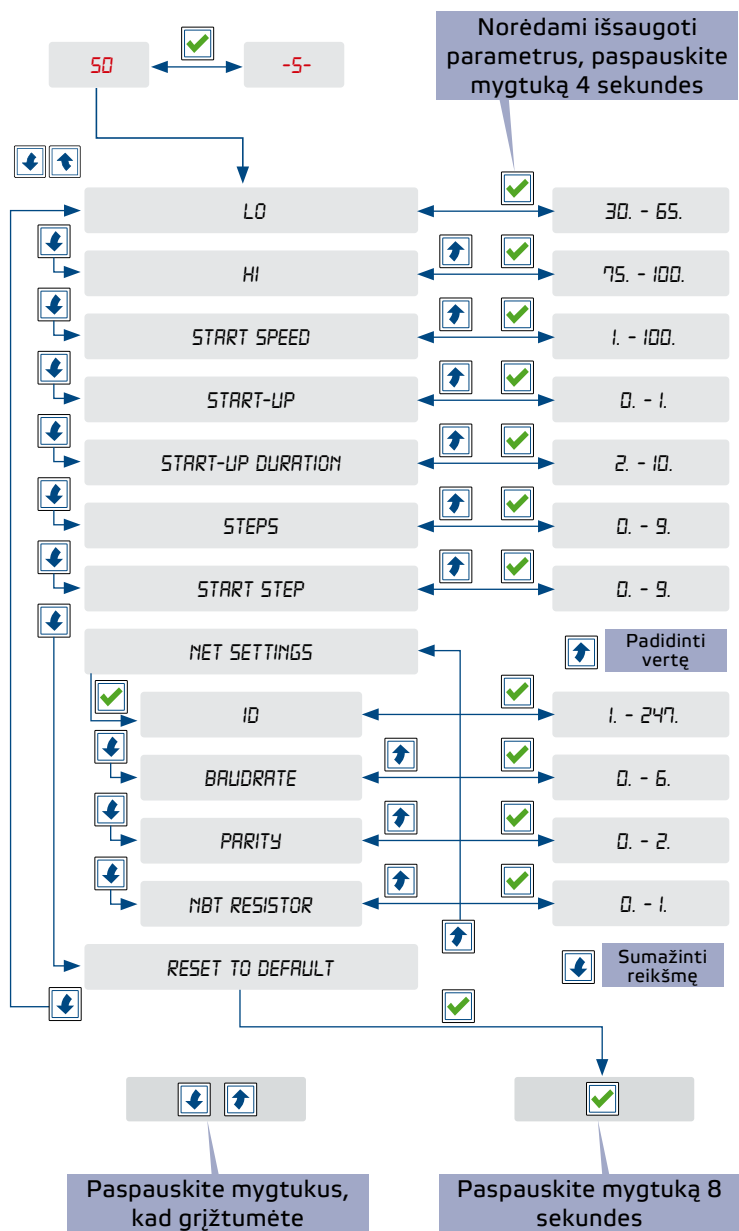 Norėdami išsaugoti
parametrus, paspauskite
mygtuką 4 sekundes
50
-5-
LO
30. - 65.
HI
75. - 100.
START SPEED
1. - 100.
START-UP
0. - 1.
START-UP DURATION
2. - 10.
STEPS
0. - 9.
START STEP
0. - 9.
NET SETTINGS
Padidinti
vertę
ID
1. - 247.
BAUDRATE
0. - 6.
PARITY
0. - 2.
NBT RESISTOR
0. - 1.
RESET TO DEFAULT
Sumažinti
reikšmę
Paspauskite mygtukus,
kad grįžtumėte
Paspauskite mygtuką 8
sekundes